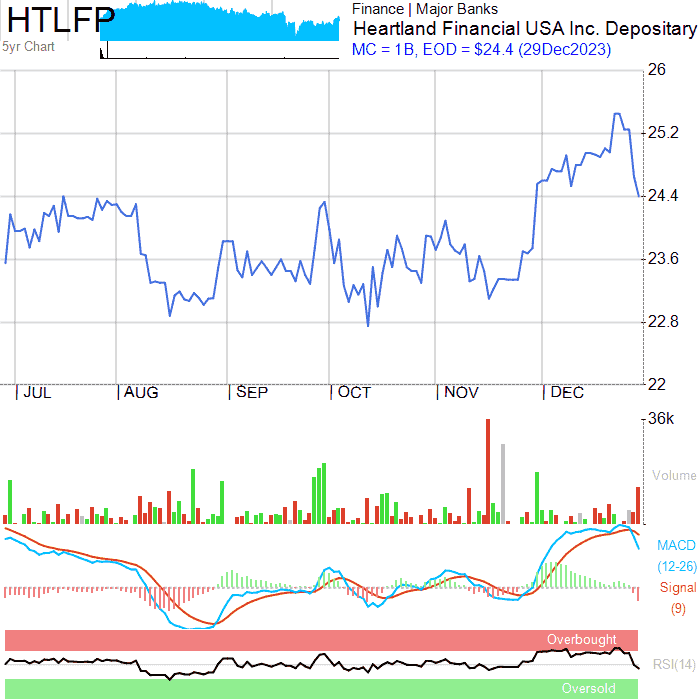 HTLFP
Finance | Major Banks
Heartland Financial USA Inc. Depositary
5yr Chart
MC = 1B, EOD = $24.4 (29Dec2023)
26
25.2
24.4
23.6
22.8
22
JUL AUG SEP OCT NOV DEC
36k
Volume
MACD
(12-26)
Signal
(9)
Overbought
RSI(14)
Oversold